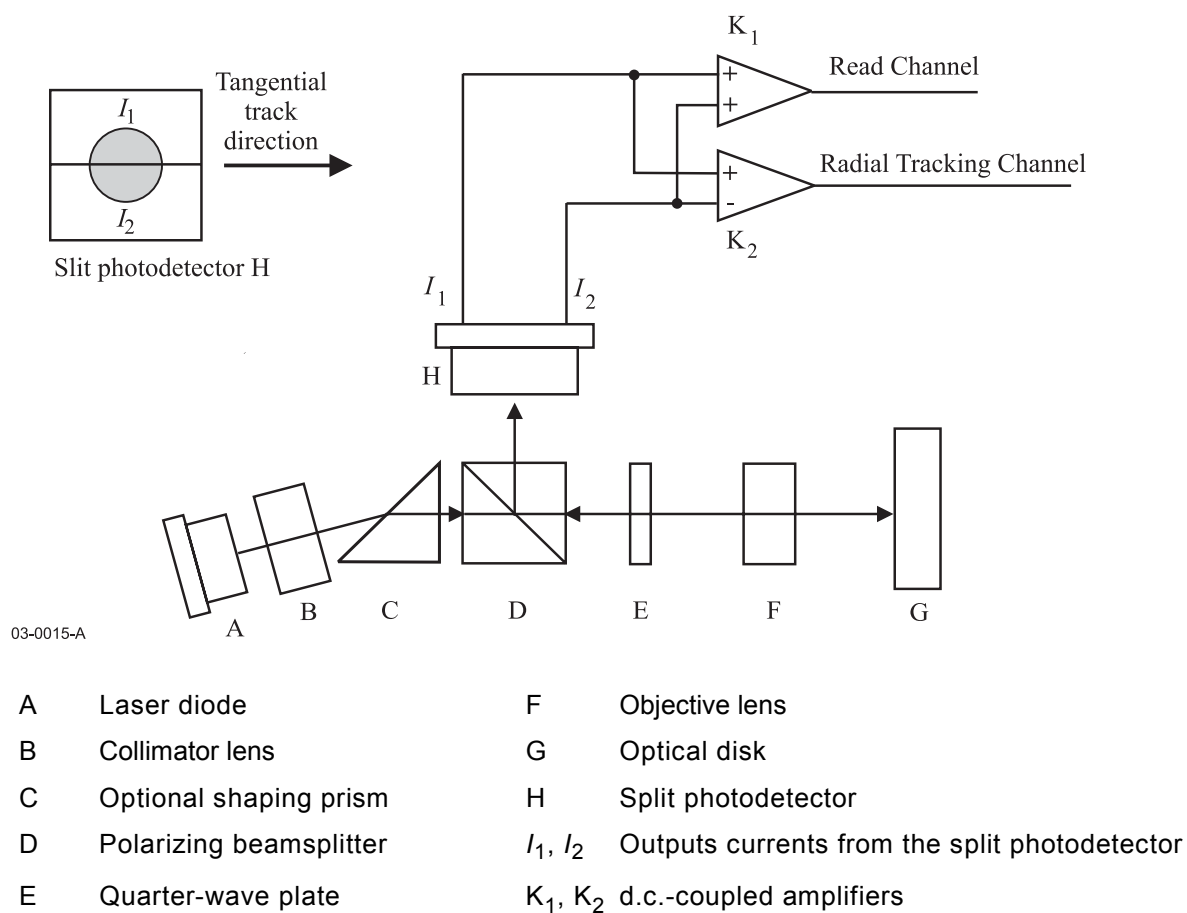 K1
Read Channel
+
+
Tangential
track
direction
I1
I2
Slit photodetector H
Radial Tracking Channel
+
-
K2
I1
I2
H
A
B
C
D
E
F
G
03-0015-A
A Laser diode
F Objective lens
B Collimator lens
G Optical disk
C Optional shaping prism
H Split photodetector
D Polarizing beamsplitter
I1, I2 Outputs currents from the split photodetector
E Quarter-wave plate
K1, K2 d.c.-coupled amplifiers